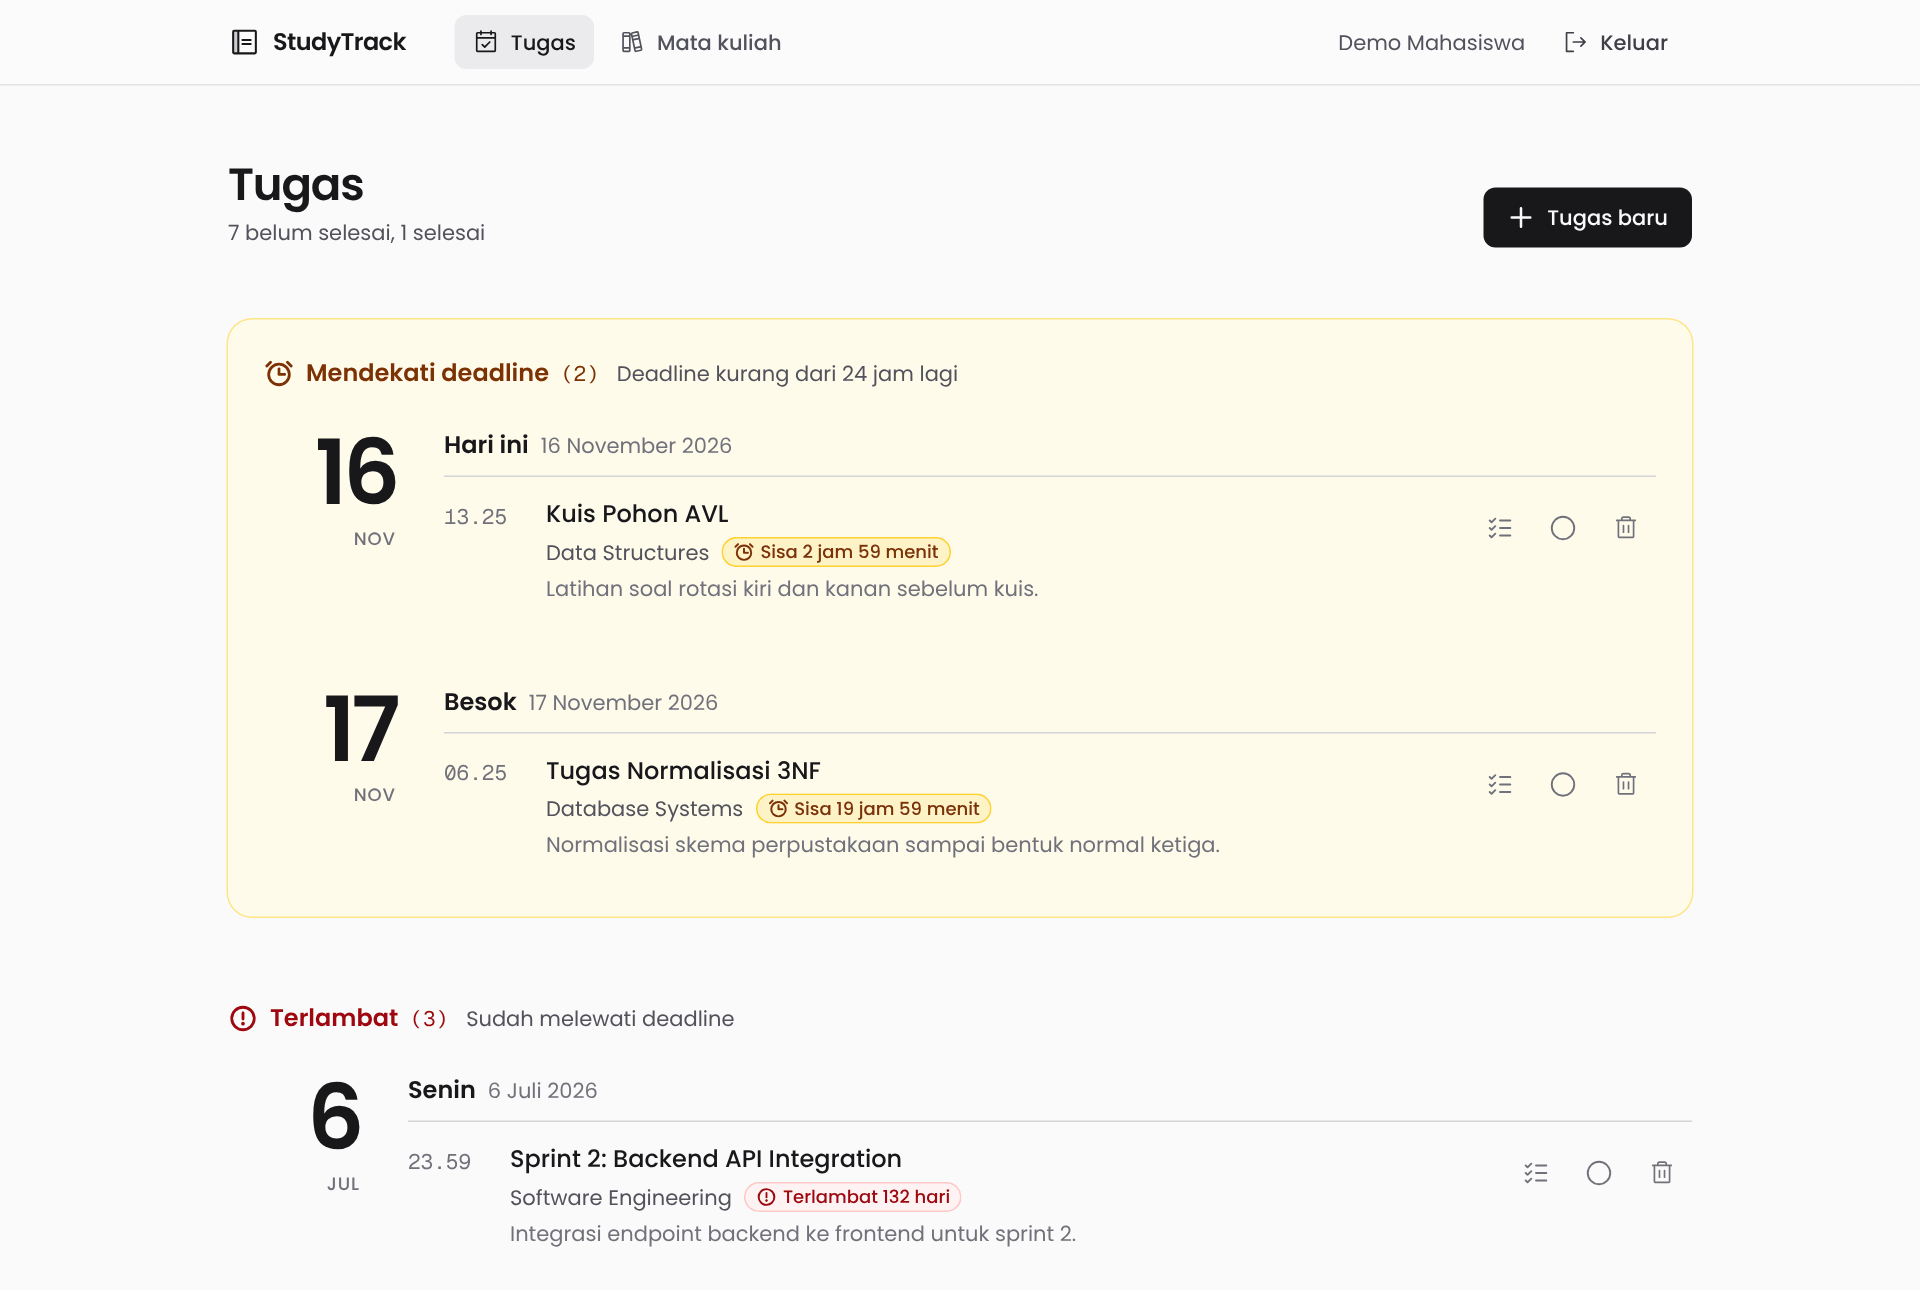 StudyTrack
Tugas
Mata kuliah
Demo Mahasiswa
Keluar
Tugas
7 belum selesai, 1 selesai
Tugas baru
Mendekati deadline (2) Deadline kurang dari 24 jam lagi
16
NOV
Hari ini 16 November 2026
13.25
Kuis Pohon AVL
Data Structures
Sisa 2 jam 59 menit
Latihan soal rotasi kiri dan kanan sebelum kuis.
17
NOV
Besok 17 November 2026
06.25
Tugas Normalisasi 3NF
Database Systems
Sisa 19 jam 59 menit
Normalisasi skema perpustakaan sampai bentuk normal ketiga.
Terlambat (3) Sudah melewati deadline
6
JUL
Senin 6 Juli 2026
23.59
Sprint 2: Backend API Integration
Software Engineering
Terlambat 132 hari
Integrasi endpoint backend ke frontend untuk sprint 2.